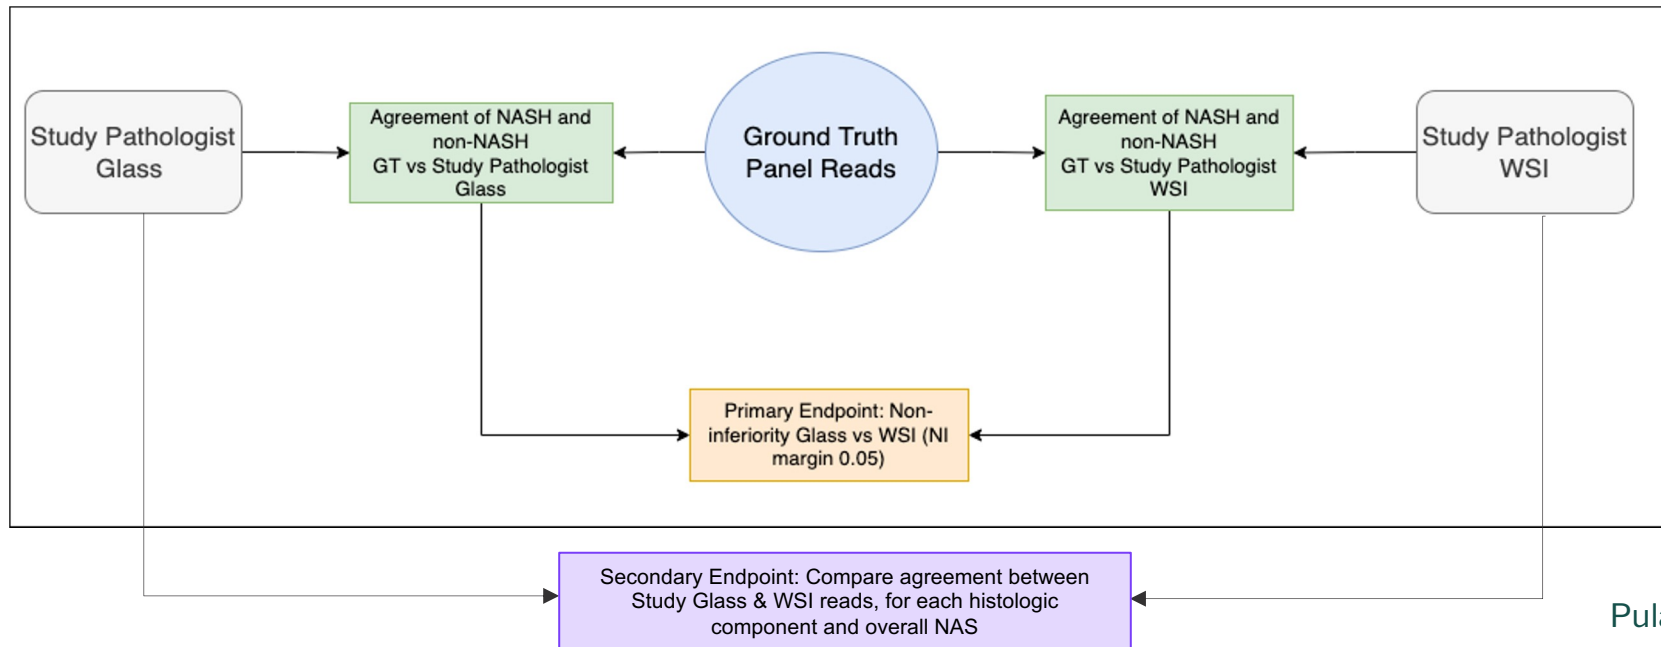 Study Pathologist
Glass
Agreement of NASH and
non-NASH
GT vs Study Pathologist
Glass
Ground Truth
Panel Reads
Agreement of NASH and
non-NASH
GT vs Study Pathologist
WSI
Study Pathologist
WSI
Primary Endpoint: Non-
inferiority Glass vs WSI (NI
margin 0.05)
Secondary Endpoint: Compare agreement between
Study Glass & WSI reads, for each histologic
component and overall NAS